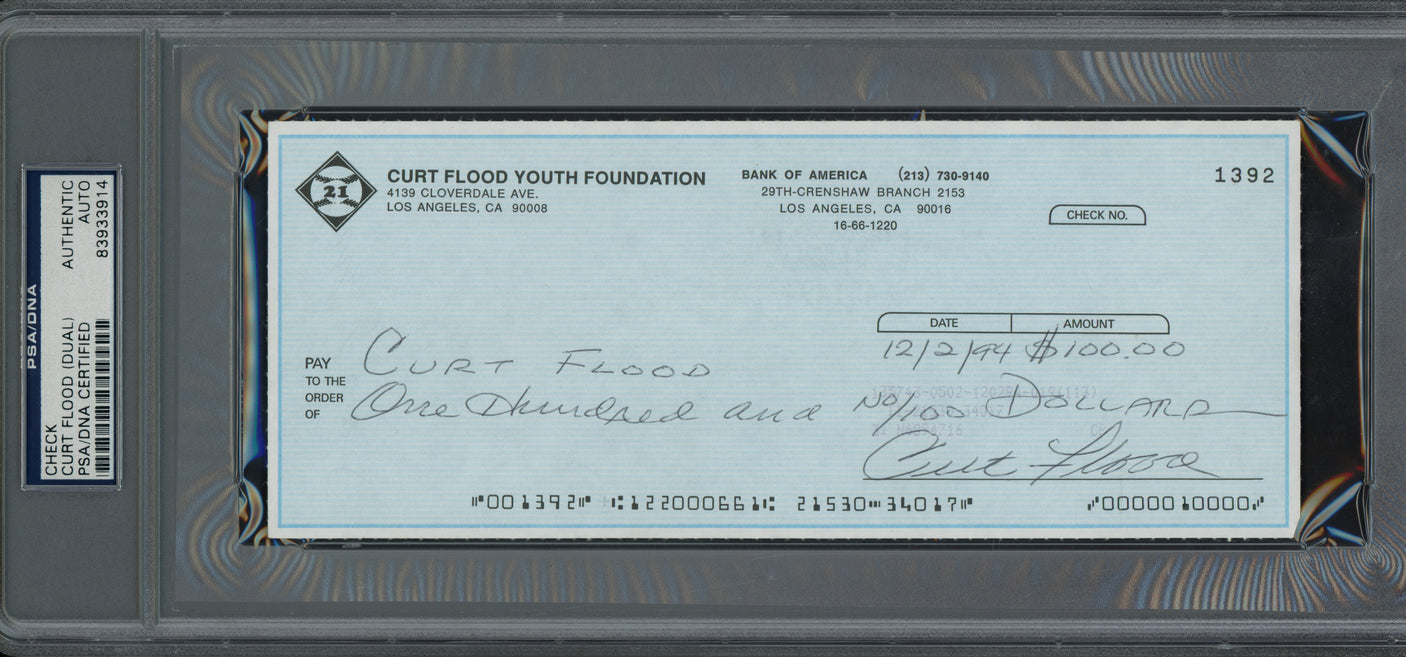 PSA/DNA
CHECK
CURT FLOOD (DUAL)
PSA/DNA CERTIFIED
AUTHENTIC
AUTO
83933914
21
CURT FLOOD YOUTH FOUNDATION
4139 CLOVERDALE AVE.
LOS ANGELES, CA 90008
BANK OF AMERICA (213) 730-9140
29TH-CRENSHAW BRANCH 2153
LOS ANGELES, CA 90016
16-66-1220
1392
CHECK NO.
DATE AMOUNT
12/2/94 $100.00
PAY
TO THE
ORDER
OF
CURT FLOOD
One Hundred and NO/100 DOLLARS
Curt Flood
⑈001392⑈ ⑆122000661⑆ 21530⑉34017⑈ ⑇0000010000⑇